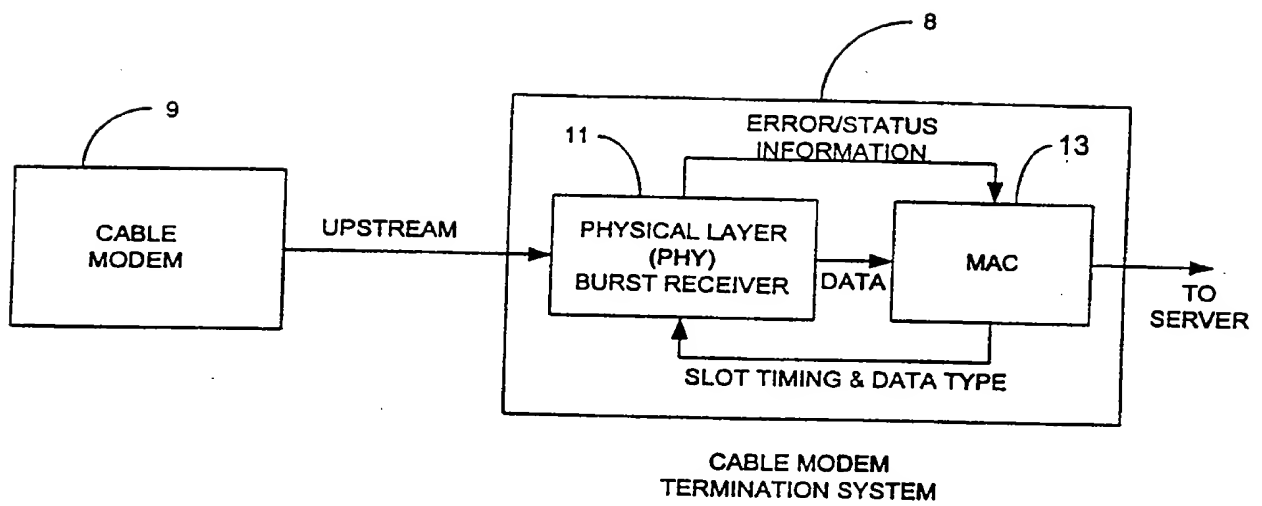 8
9
ERROR/STATUS
INFORMATION
11
13
CABLE
MODEM
UPSTREAM
PHYSICAL LAYER
(PHY)
BURST RECEIVER
DATA
MAC
TO
SERVER
SLOT TIMING & DATA TYPE
CABLE MODEM
TERMINATION SYSTEM